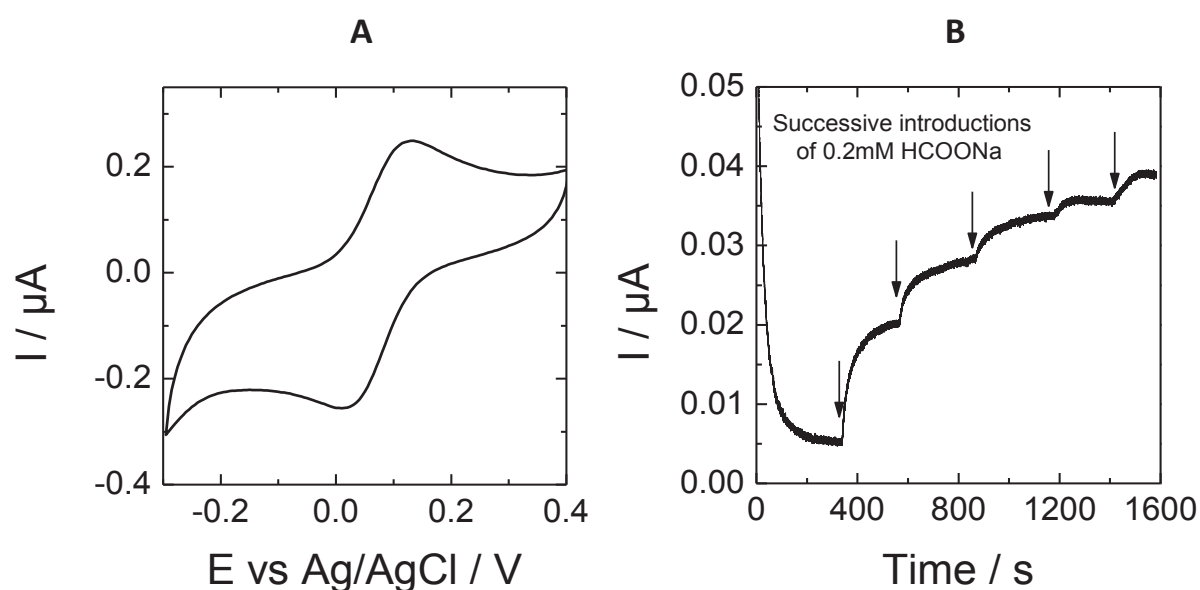 A
I / µA
0.2
0.0
-0.2
-0.4
-0.2
0.0
0.2
0.4
E vs Ag/AgCl / V
B
I / µA
0.05
0.04
0.03
0.02
0.01
0.00
Successive introductions
of 0.2mM HCOONa
0
400
800
1200
1600
Time / s